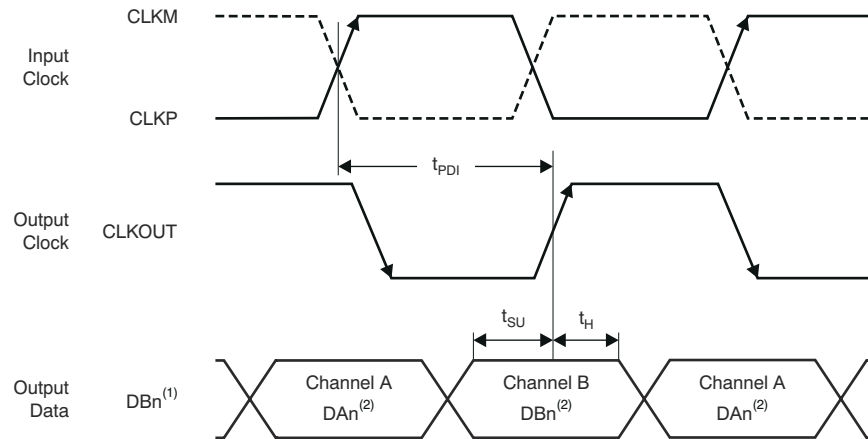 CLKM
Input
Clock
CLKP
tPDI
Output
Clock
CLKOUT
tSU
tH
Output
Data
DBn(1)
Channel A
DAn(2)
Channel B
DBn(2)
Channel A
DAn(2)